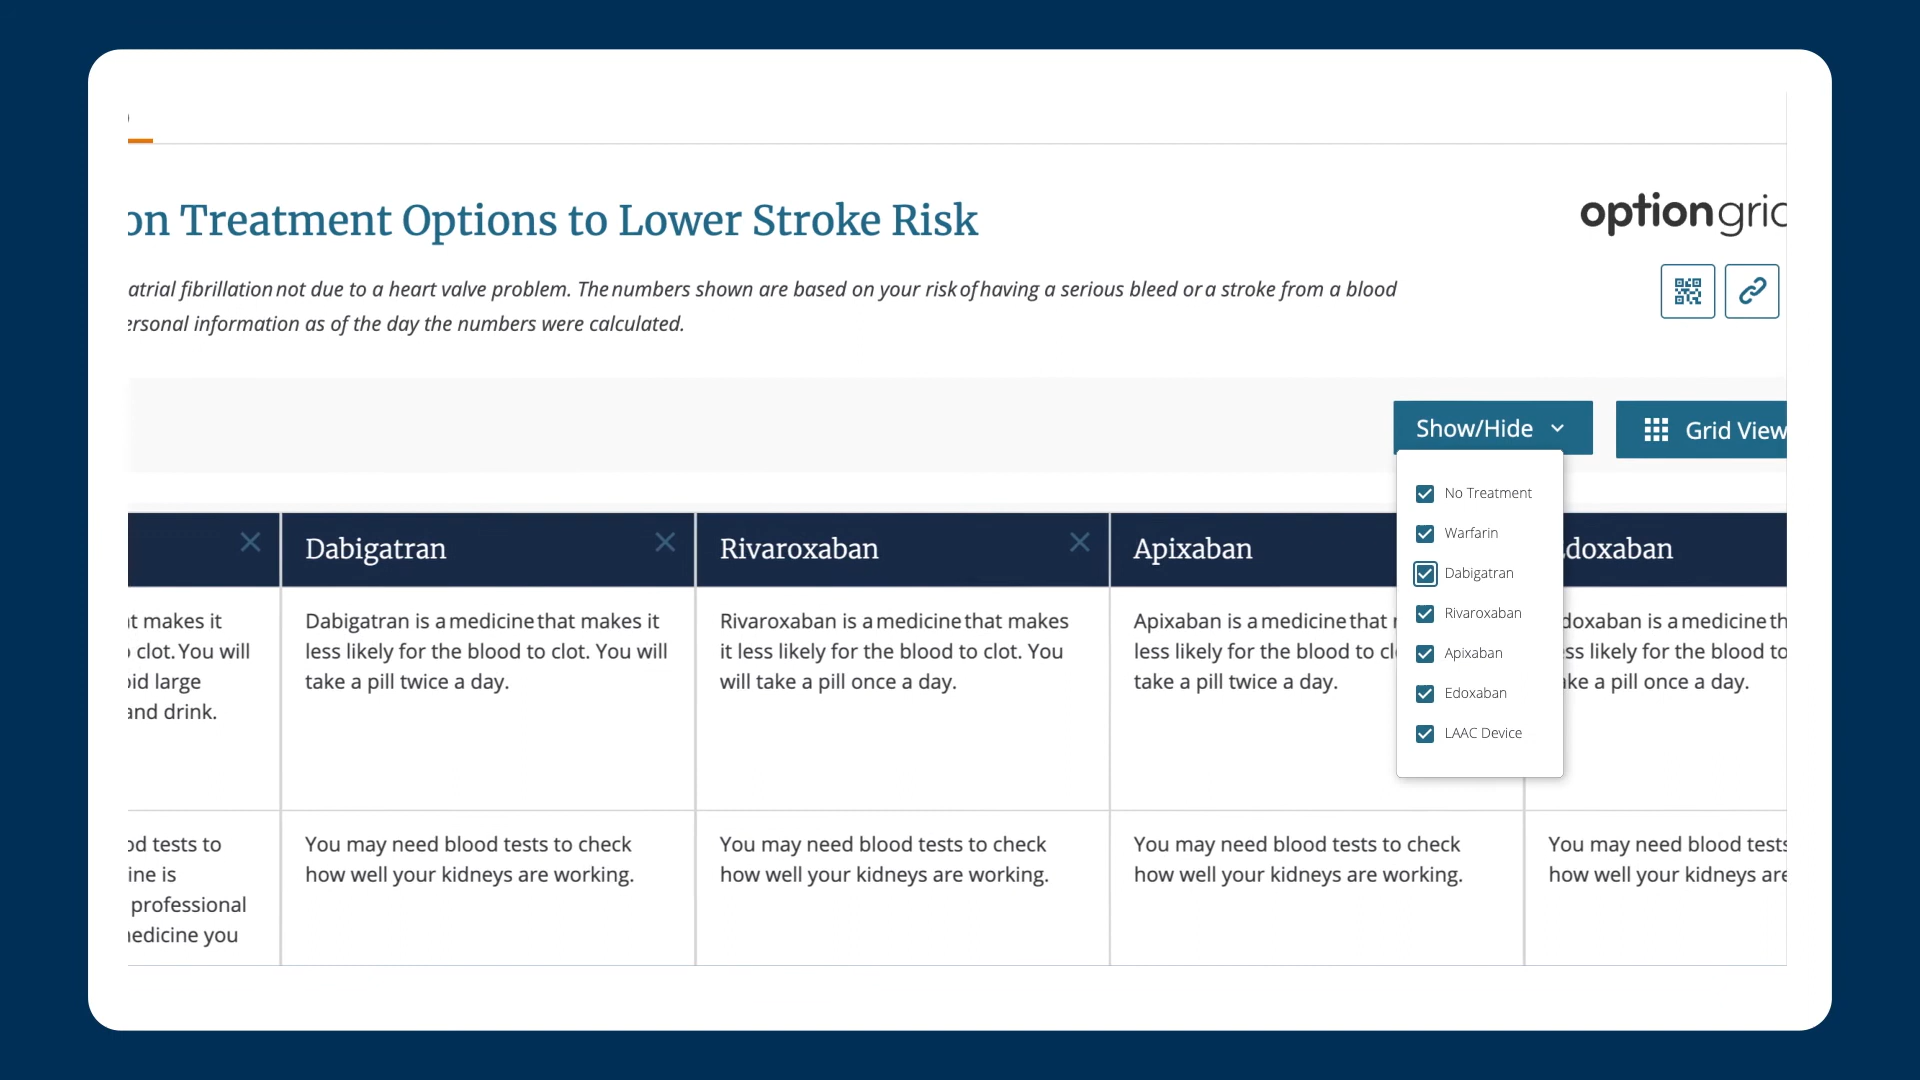 on Treatment Options to Lower Stroke Risk
optiongrid
atrial fibrillation not due to a heart valve problem. The numbers shown are based on your risk of having a serious bleed or a stroke from a blood
ersonal information as of the day the numbers were calculated.
Show/Hide
Grid View
No Treatment
Warfarin
Dabigatran
Rivaroxaban
Apixaban
Edoxaban
LAAC Device
Dabigatran
Rivaroxaban
Apixaban
doxaban
t makes it
clot. You will
id large
and drink.
Dabigatran is a medicine that makes it
less likely for the blood to clot. You will
take a pill twice a day.
Rivaroxaban is a medicine that makes
it less likely for the blood to clot. You
will take a pill once a day.
Apixaban is a medicine that
less likely for the blood to cl
take a pill twice a day.
doxaban is a medicine th
ss likely for the blood to
ke a pill once a day.
od tests to
ine is
professional
edicine you
You may need blood tests to check
how well your kidneys are working.
You may need blood tests to check
how well your kidneys are working.
You may need blood tests to check
how well your kidneys are working.
You may need blood tests
how well your kidneys are